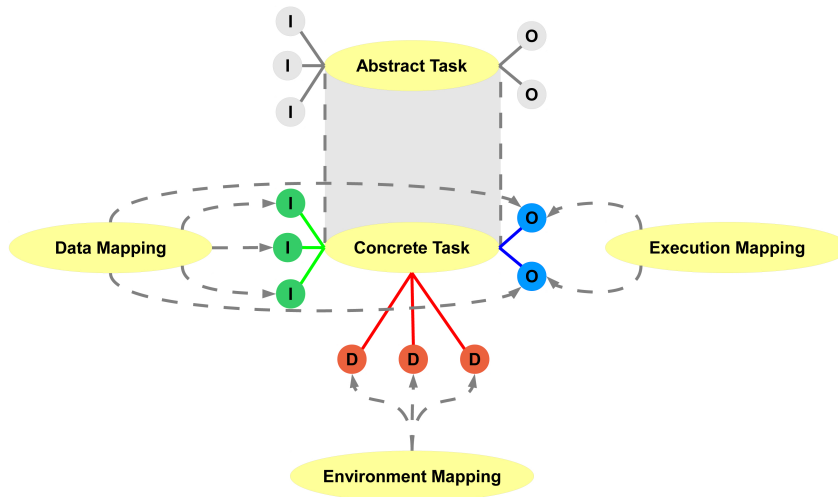 I
O
I
Abstract Task
O
I
I
O
Data Mapping
I
Concrete Task
Execution Mapping
O
I
D
D
D
Environment Mapping